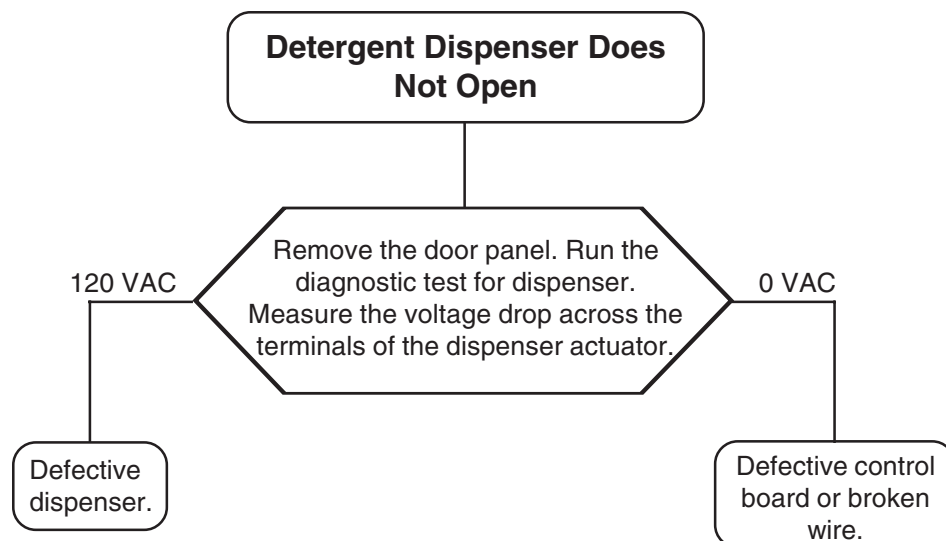 Detergent Dispenser Does
Not Open
Remove the door panel. Run the
diagnostic test for dispenser.
Measure the voltage drop across the
terminals of the dispenser actuator.
120 VAC
0 VAC
Defective
dispenser.
Defective control
board or broken
wire.